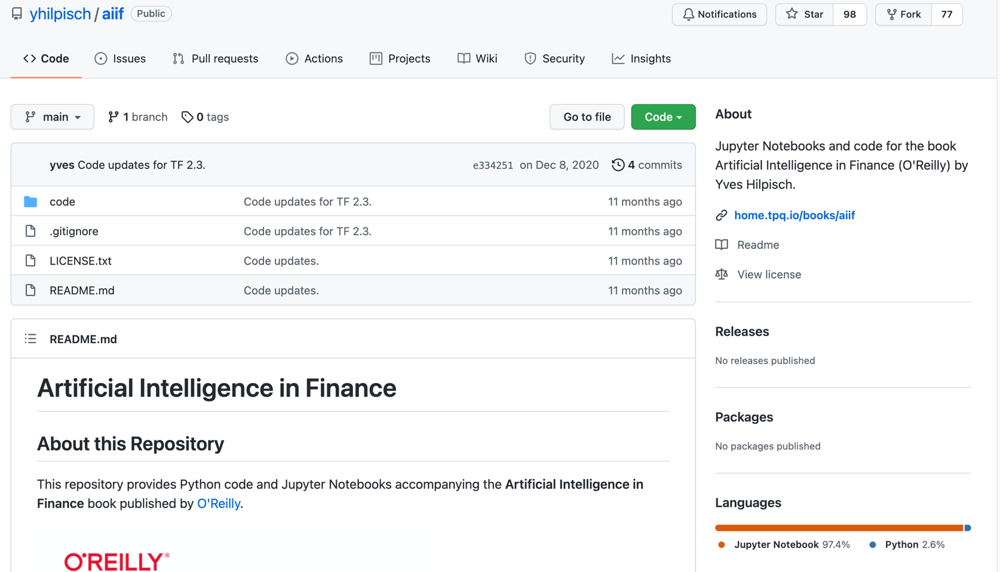 yhilpisch / aiif Public
Notifications Star 98 Fork 77
Code Issues Pull requests Actions Projects Wiki Security Insights
main 1 branch 0 tags Go to file Code
yves Code updates for TF 2.3. e334251 on Dec 8, 2020 4 commits
code Code updates for TF 2.3. 11 months ago
.gitignore Code updates for TF 2.3. 11 months ago
LICENSE.txt Code updates. 11 months ago
README.md Code updates. 11 months ago
README.md
Artificial Intelligence in Finance
About this Repository
This repository provides Python code and Jupyter Notebooks accompanying the Artificial Intelligence in
Finance book published by O'Reilly.
O'REILLY®
About
Jupyter Notebooks and code for the book
Artificial Intelligence in Finance (O'Reilly) by
Yves Hilpisch.
home.tpq.io/books/aiif
Readme
View license
Releases
No releases published
Packages
No packages published
Languages
Jupyter Notebook 97.4% Python 2.6%